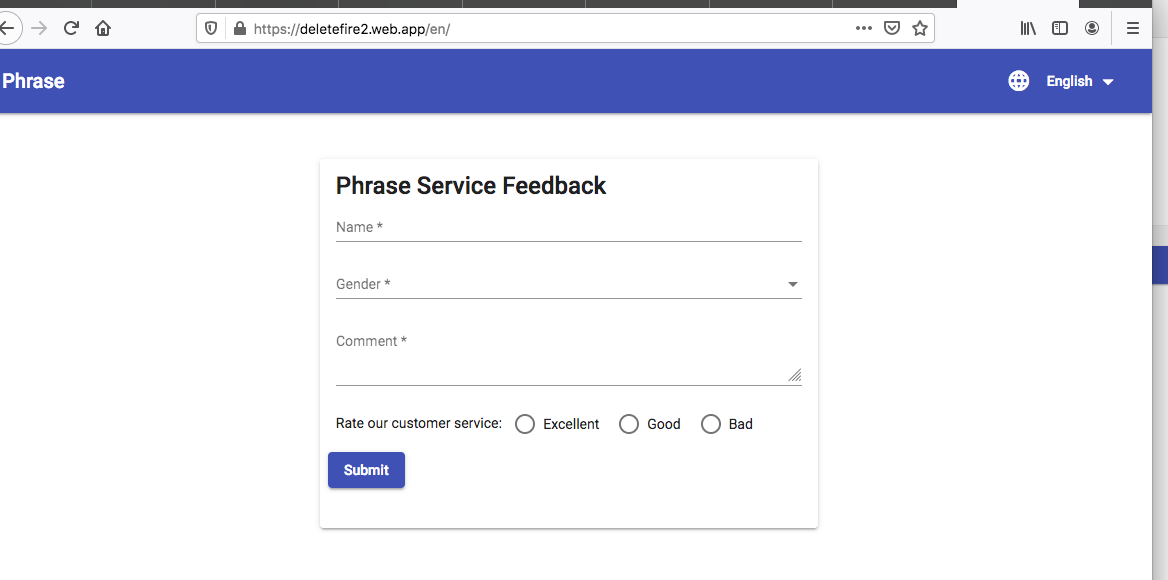 https://deletefire2.web.app/en/
Phrase
English
Phrase Service Feedback
Name *
Gender *
Comment *
Rate our customer service: Excellent Good Bad
Submit